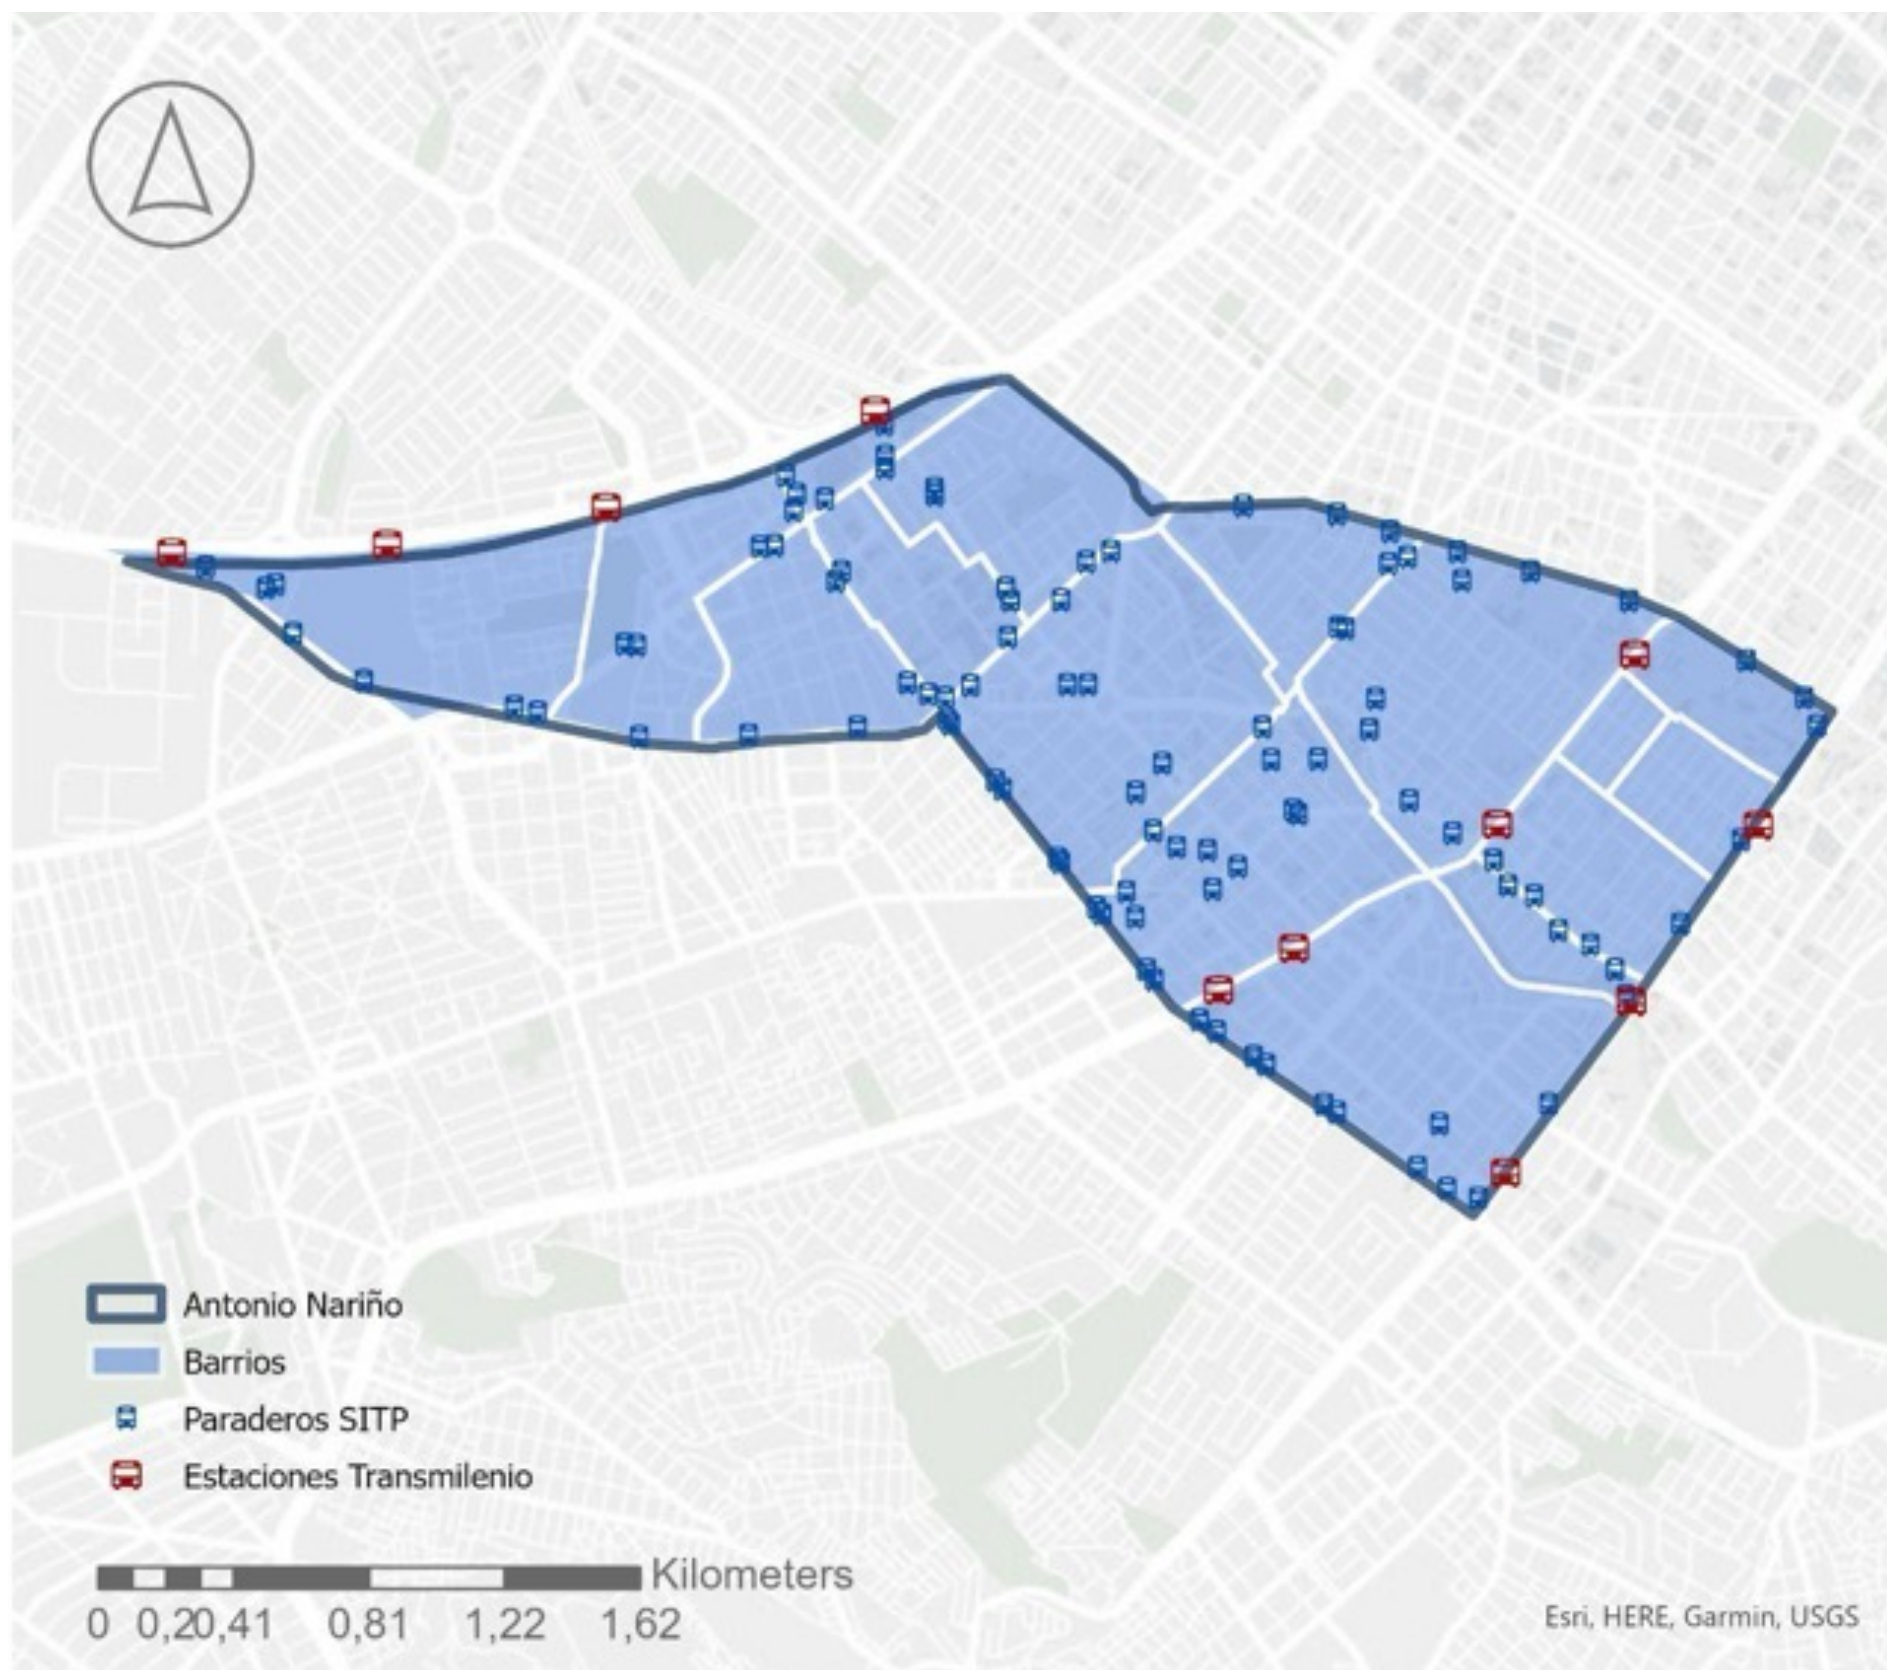 Antonio Nariño
Barrios
Paraderos SITP
Estaciones Transmilenio
Kilometers
0 0,20,41 0,81 1,22 1,62
Esri, HERE, Garmin, USGS